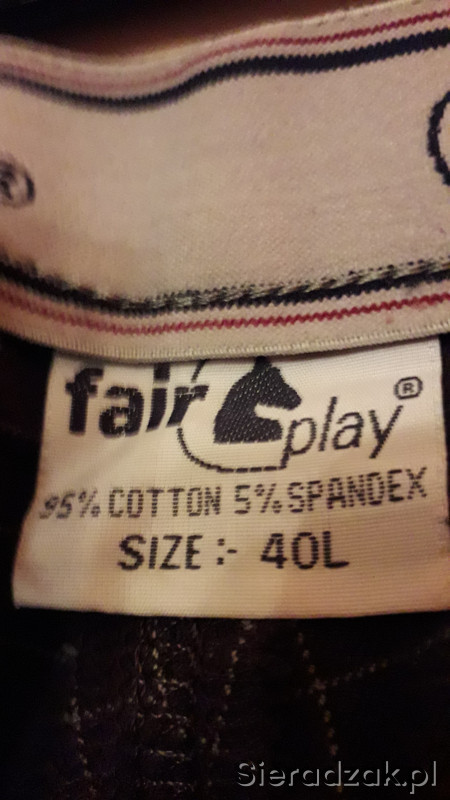 ®
fair play®
95% COTTON 5% SPANDEX
SIZE :- 40L
Sieradzak.pl